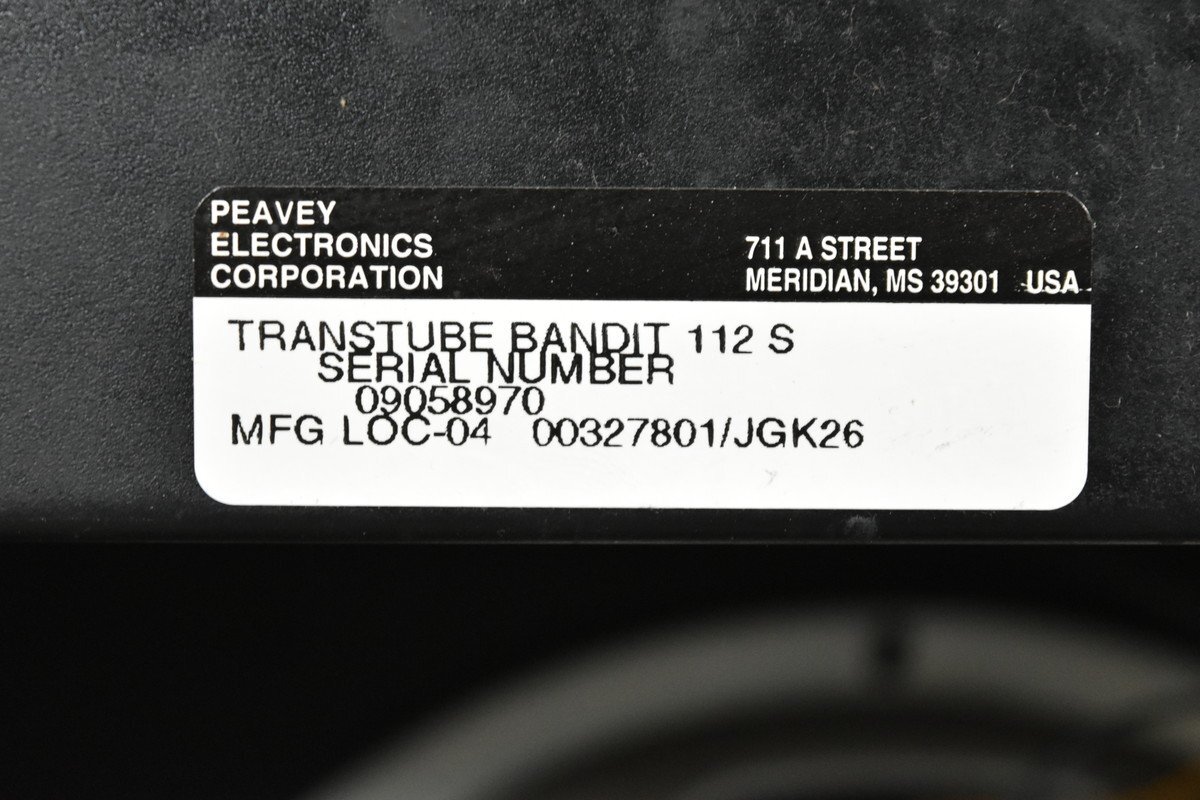 PEAVEY
ELECTRONICS
CORPORATION
711 A STREET
MERIDIAN, MS 39301 USA
TRANSTUBE BANDIT 112 S
SERIAL NUMBER
09058970
MFG LOC-04 00327801/JGK26